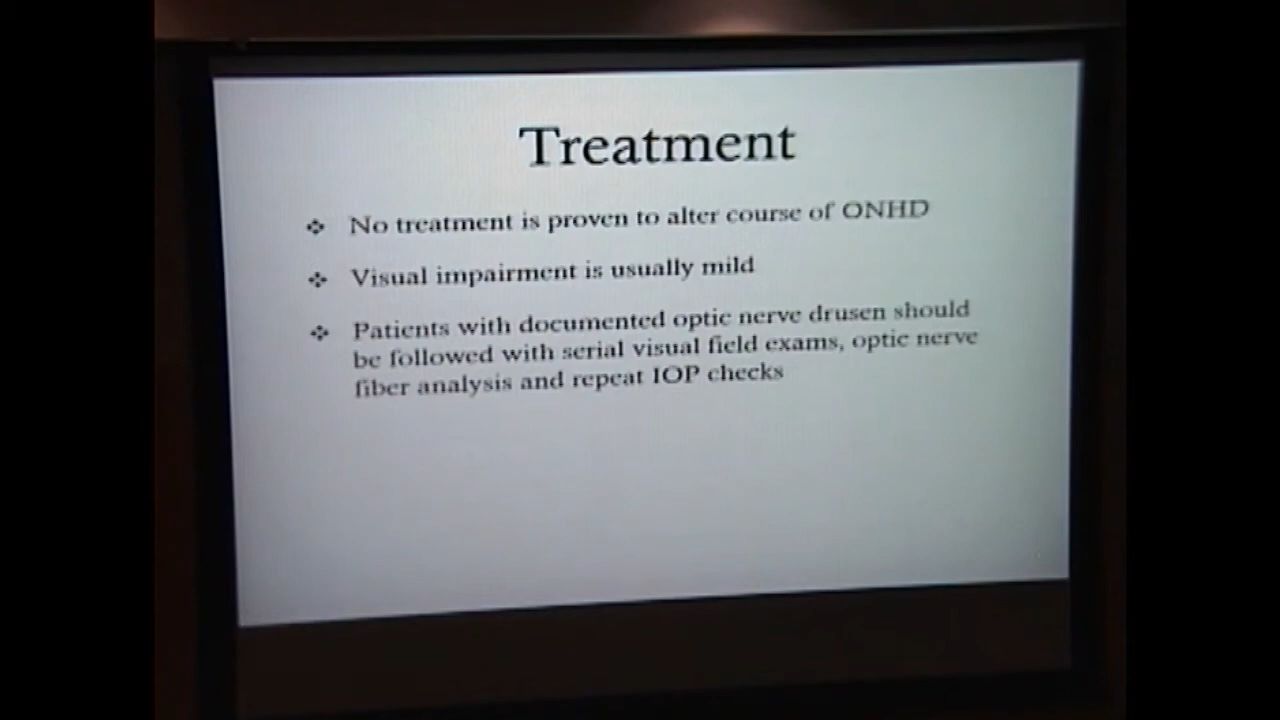 Treatment
❖ No treatment is proven to alter course of ONHD
❖ Visual impairment is usually mild
❖ Patients with documented optic nerve drusen should
be followed with serial visual field exams, optic nerve
fiber analysis and repeat IOP checks